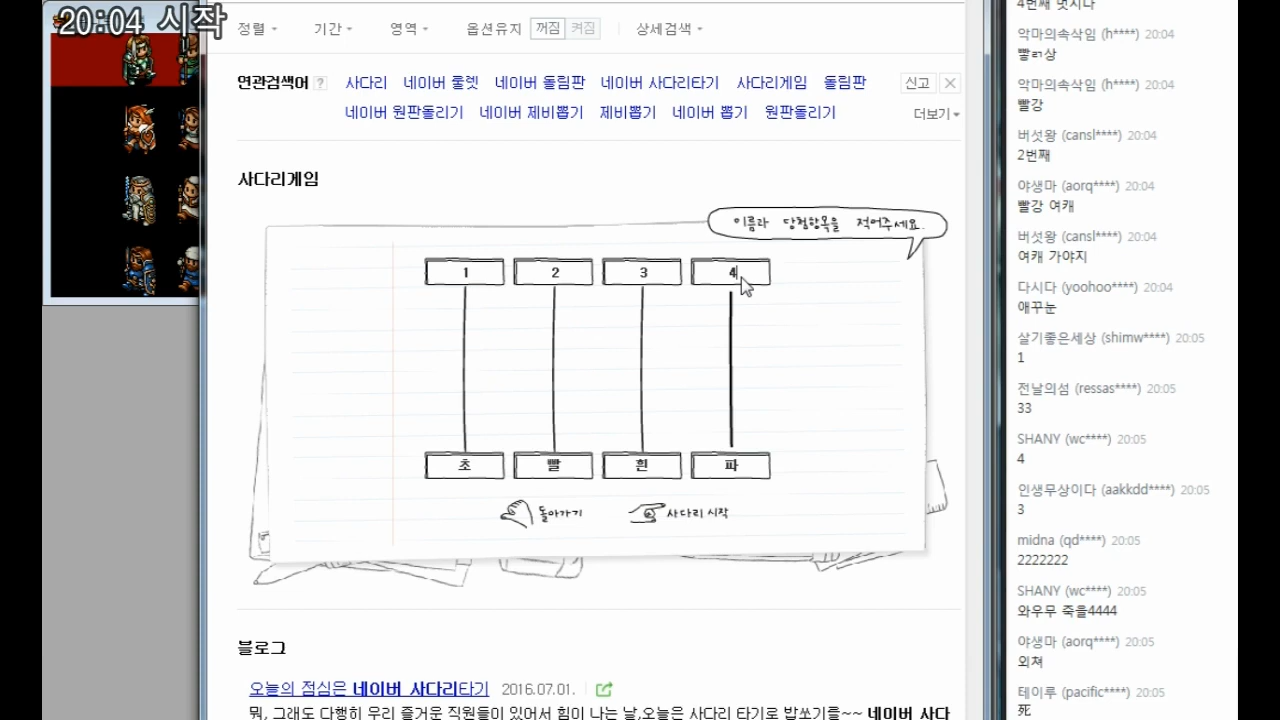 20:04 시작
정렬 기간 영역 옵션유지 꺼짐 켜짐 상세검색
연관검색어 ? 사다리 네이버 룰렛 네이버 돌림판 네이버 사다리타기 사다리게임 돌림판 신고
네이버 원판돌리기 네이버 제비뽑기 제비뽑기 네이버 뽑기 원판돌리기 더보기
사다리게임
이름과 당첨항목을 적어주세요.
1 2 3 4
초 빨 흰 파
돌아가기 사다리 시작
블로그
오늘의 점심은 네이버 사다리타기 2016.07.01.
뭐, 그래도 다행히 우리 즐거운 직원들이 있어서 힘이 나는 날,오늘은 사다리 타기로 밥쏘기를~~ 네이버 사다
4번째 멋지다
악마의속삭임 (h****) 20:04
빻ㄺ상
악마의속삭임 (h****) 20:04
빨강
버섯왕 (cansl****) 20:04
2번째
야생마 (aorq****) 20:04
빨강 여캐
버섯왕 (cansl****) 20:04
여캐 가야지
다시다 (yoohoo****) 20:04
애꾸눈
살기좋은세상 (shimw****) 20:05
1
전날의섬 (ressas****) 20:05
33
SHANY (wc****) 20:05
4
인생무상이다 (aakkdd****) 20:05
3
midna (qd****) 20:05
2222222
SHANY (wc****) 20:05
와우무 죽을4444
야생마 (aorq****) 20:05
외쳐
테이루 (pacific****) 20:05
死